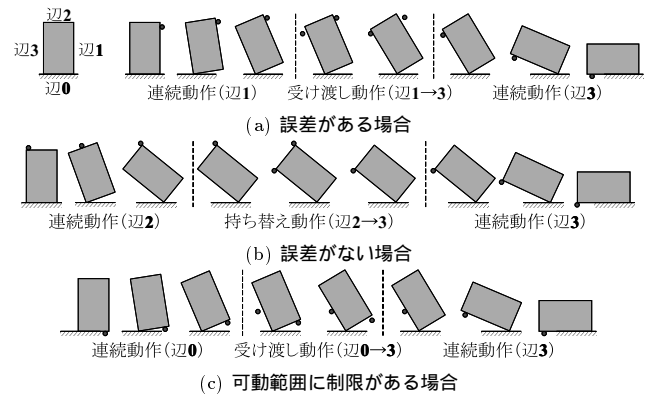 辺2
辺3
辺1
辺0
連続動作(辺1) 受け渡し動作(辺1→3) 連続動作(辺3)
(a) 誤差がある場合
連続動作(辺2) 持ち替え動作(辺2→3) 連続動作(辺3)
(b) 誤差がない場合
連続動作(辺0) 受け渡し動作(辺0→3) 連続動作(辺3)
(c) 可動範囲に制限がある場合